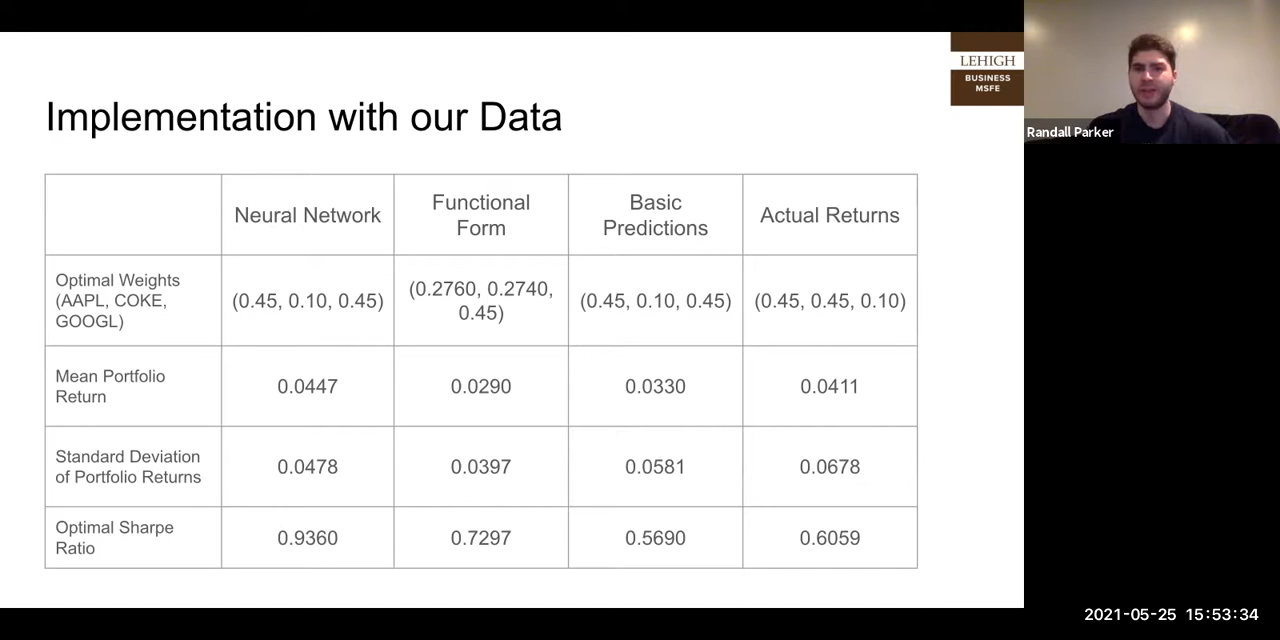 LEHIGH
BUSINESS
MSFE
Randall Parker
Implementation with our Data
Neural Network
Functional
Form
Basic
Predictions
Actual Returns
Optimal Weights
(AAPL, COKE,
GOOGL)
(0.45, 0.10, 0.45)
(0.2760, 0.2740,
0.45)
(0.45, 0.10, 0.45)
(0.45, 0.45, 0.10)
Mean Portfolio
Return
0.0447
0.0290
0.0330
0.0411
Standard Deviation
of Portfolio Returns
0.0478
0.0397
0.0581
0.0678
Optimal Sharpe
Ratio
0.9360
0.7297
0.5690
0.6059
2021-05-25 15:53:34